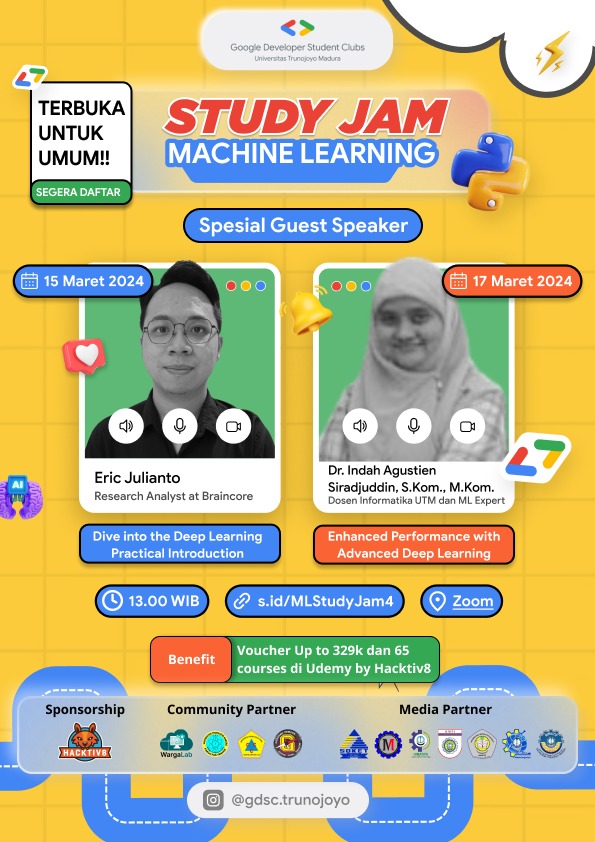 Google Developer Student Clubs
Universitas Trunojoyo Madura
TERBUKA
UNTUK
UMUM!!
SEGERA DAFTAR
STUDY JAM
MACHINE LEARNING
Spesial Guest Speaker
15 Maret 2024
17 Maret 2024
Eric Julianto
Research Analyst at Braincore
Dr. Indah Agustien
Siradjuddin, S.Kom., M.Kom.
Dosen Informatika UTM dan ML Expert
AI
Dive into the Deep Learning
Practical Introduction
Enhanced Performance with
Advanced Deep Learning
13.00 WIB
s.id/MLStudyJam4
Zoom
Benefit
Voucher Up to 329k dan 65
courses di Udemy by Hacktiv8
Sponsorship
Community Partner
Media Partner
HACKTIV8
WargaLab
@gdsc.trunojoyo